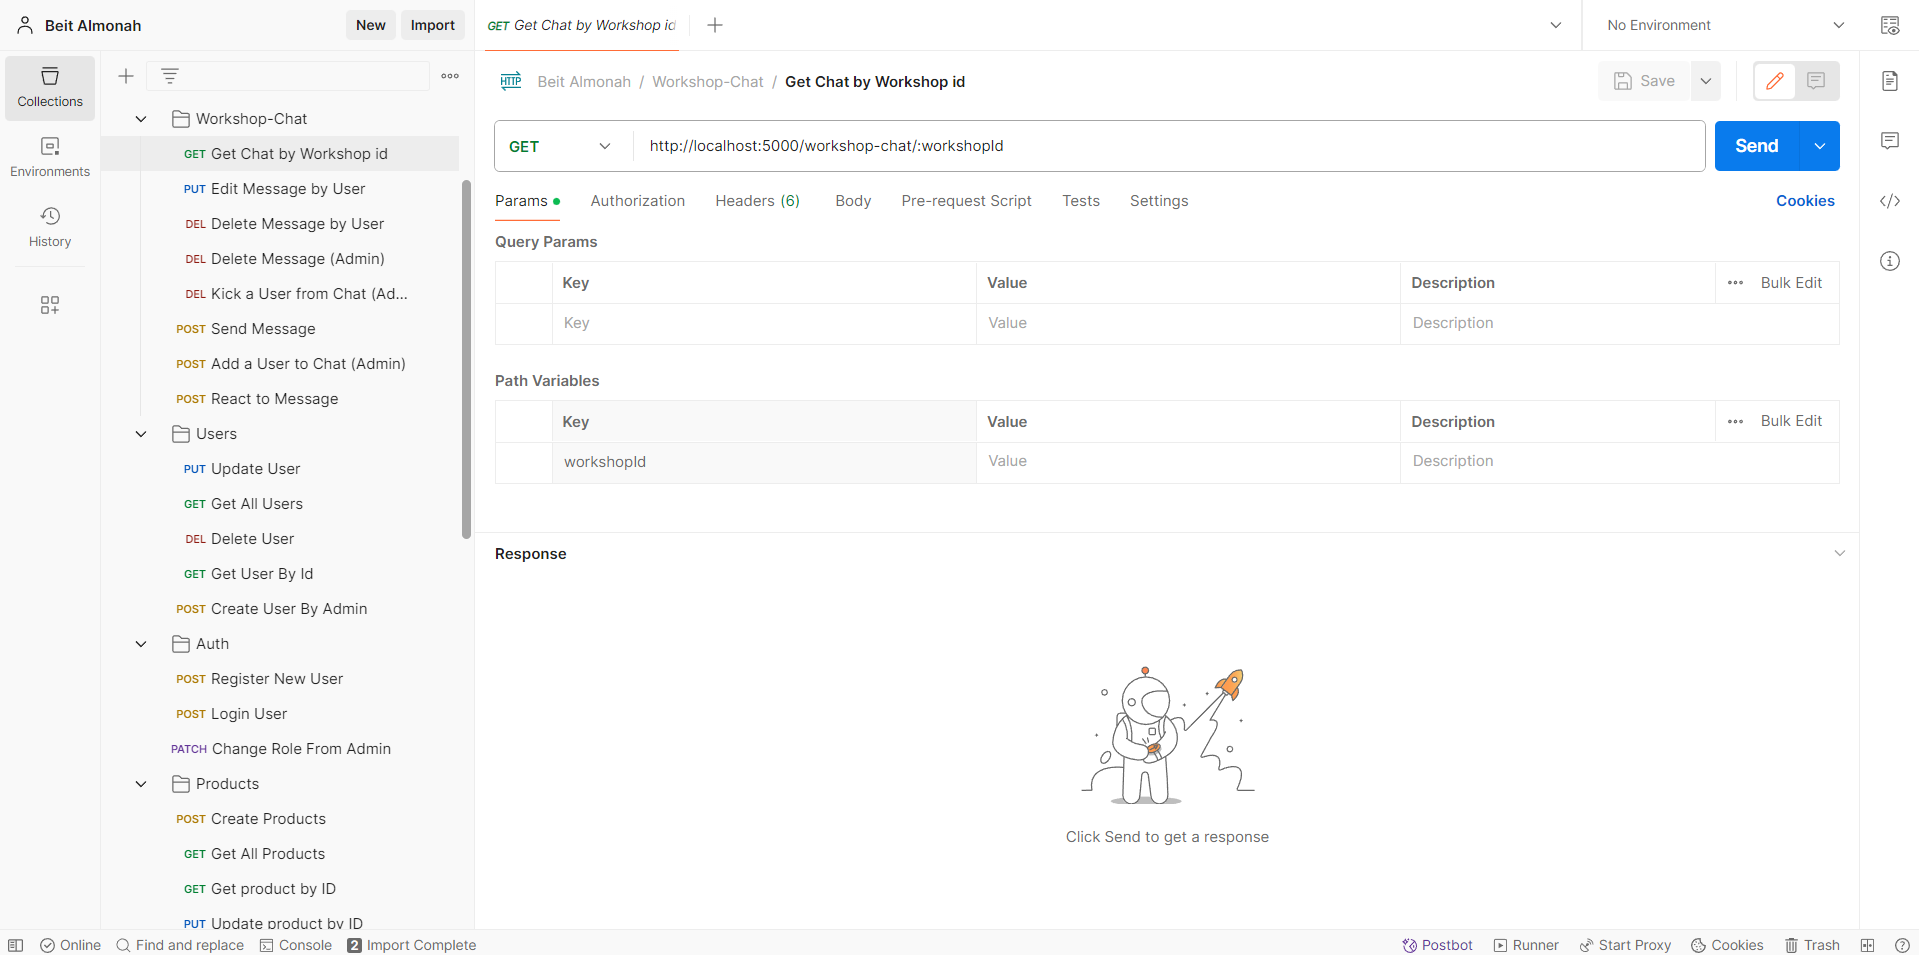 Beit Almonah
New
Import
GET Get Chat by Workshop id
No Environment
Collections
Environments
History
Workshop-Chat
GET Get Chat by Workshop id
PUT Edit Message by User
DEL Delete Message by User
DEL Delete Message (Admin)
DEL Kick a User from Chat (Ad...
POST Send Message
POST Add a User to Chat (Admin)
POST React to Message
Users
PUT Update User
GET Get All Users
DEL Delete User
GET Get User By Id
POST Create User By Admin
Auth
POST Register New User
POST Login User
PATCH Change Role From Admin
Products
POST Create Products
GET Get All Products
GET Get product by ID
PUT Update product by ID
HTTP Beit Almonah / Workshop-Chat / Get Chat by Workshop id
Save
GET http://localhost:5000/workshop-chat/:workshopId
Send
Params Authorization Headers (6) Body Pre-request Script Tests Settings Cookies
Query Params
Key Value Description Bulk Edit
Key Value Description
Path Variables
Key Value Description Bulk Edit
workshopId Value Description
Response
Click Send to get a response
Online Find and replace Console 2 Import Complete Postbot Runner Start Proxy Cookies Trash